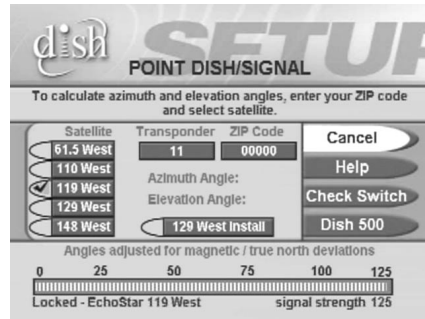 dish
SETUP
POINT DISH/SIGNAL
To calculate azimuth and elevation angles, enter your ZIP code
and select satellite.
Satellite Transponder ZIP Code
61.5 West 11 00000
110 West
119 West
129 West
148 West
Azimuth Angle:
Elevation Angle:
129 West Install
Cancel
Help
Check Switch
Dish 500
Angles adjusted for magnetic / true north deviations
0 25 50 75 100 125
Locked - EchoStar 119 West signal strength 125